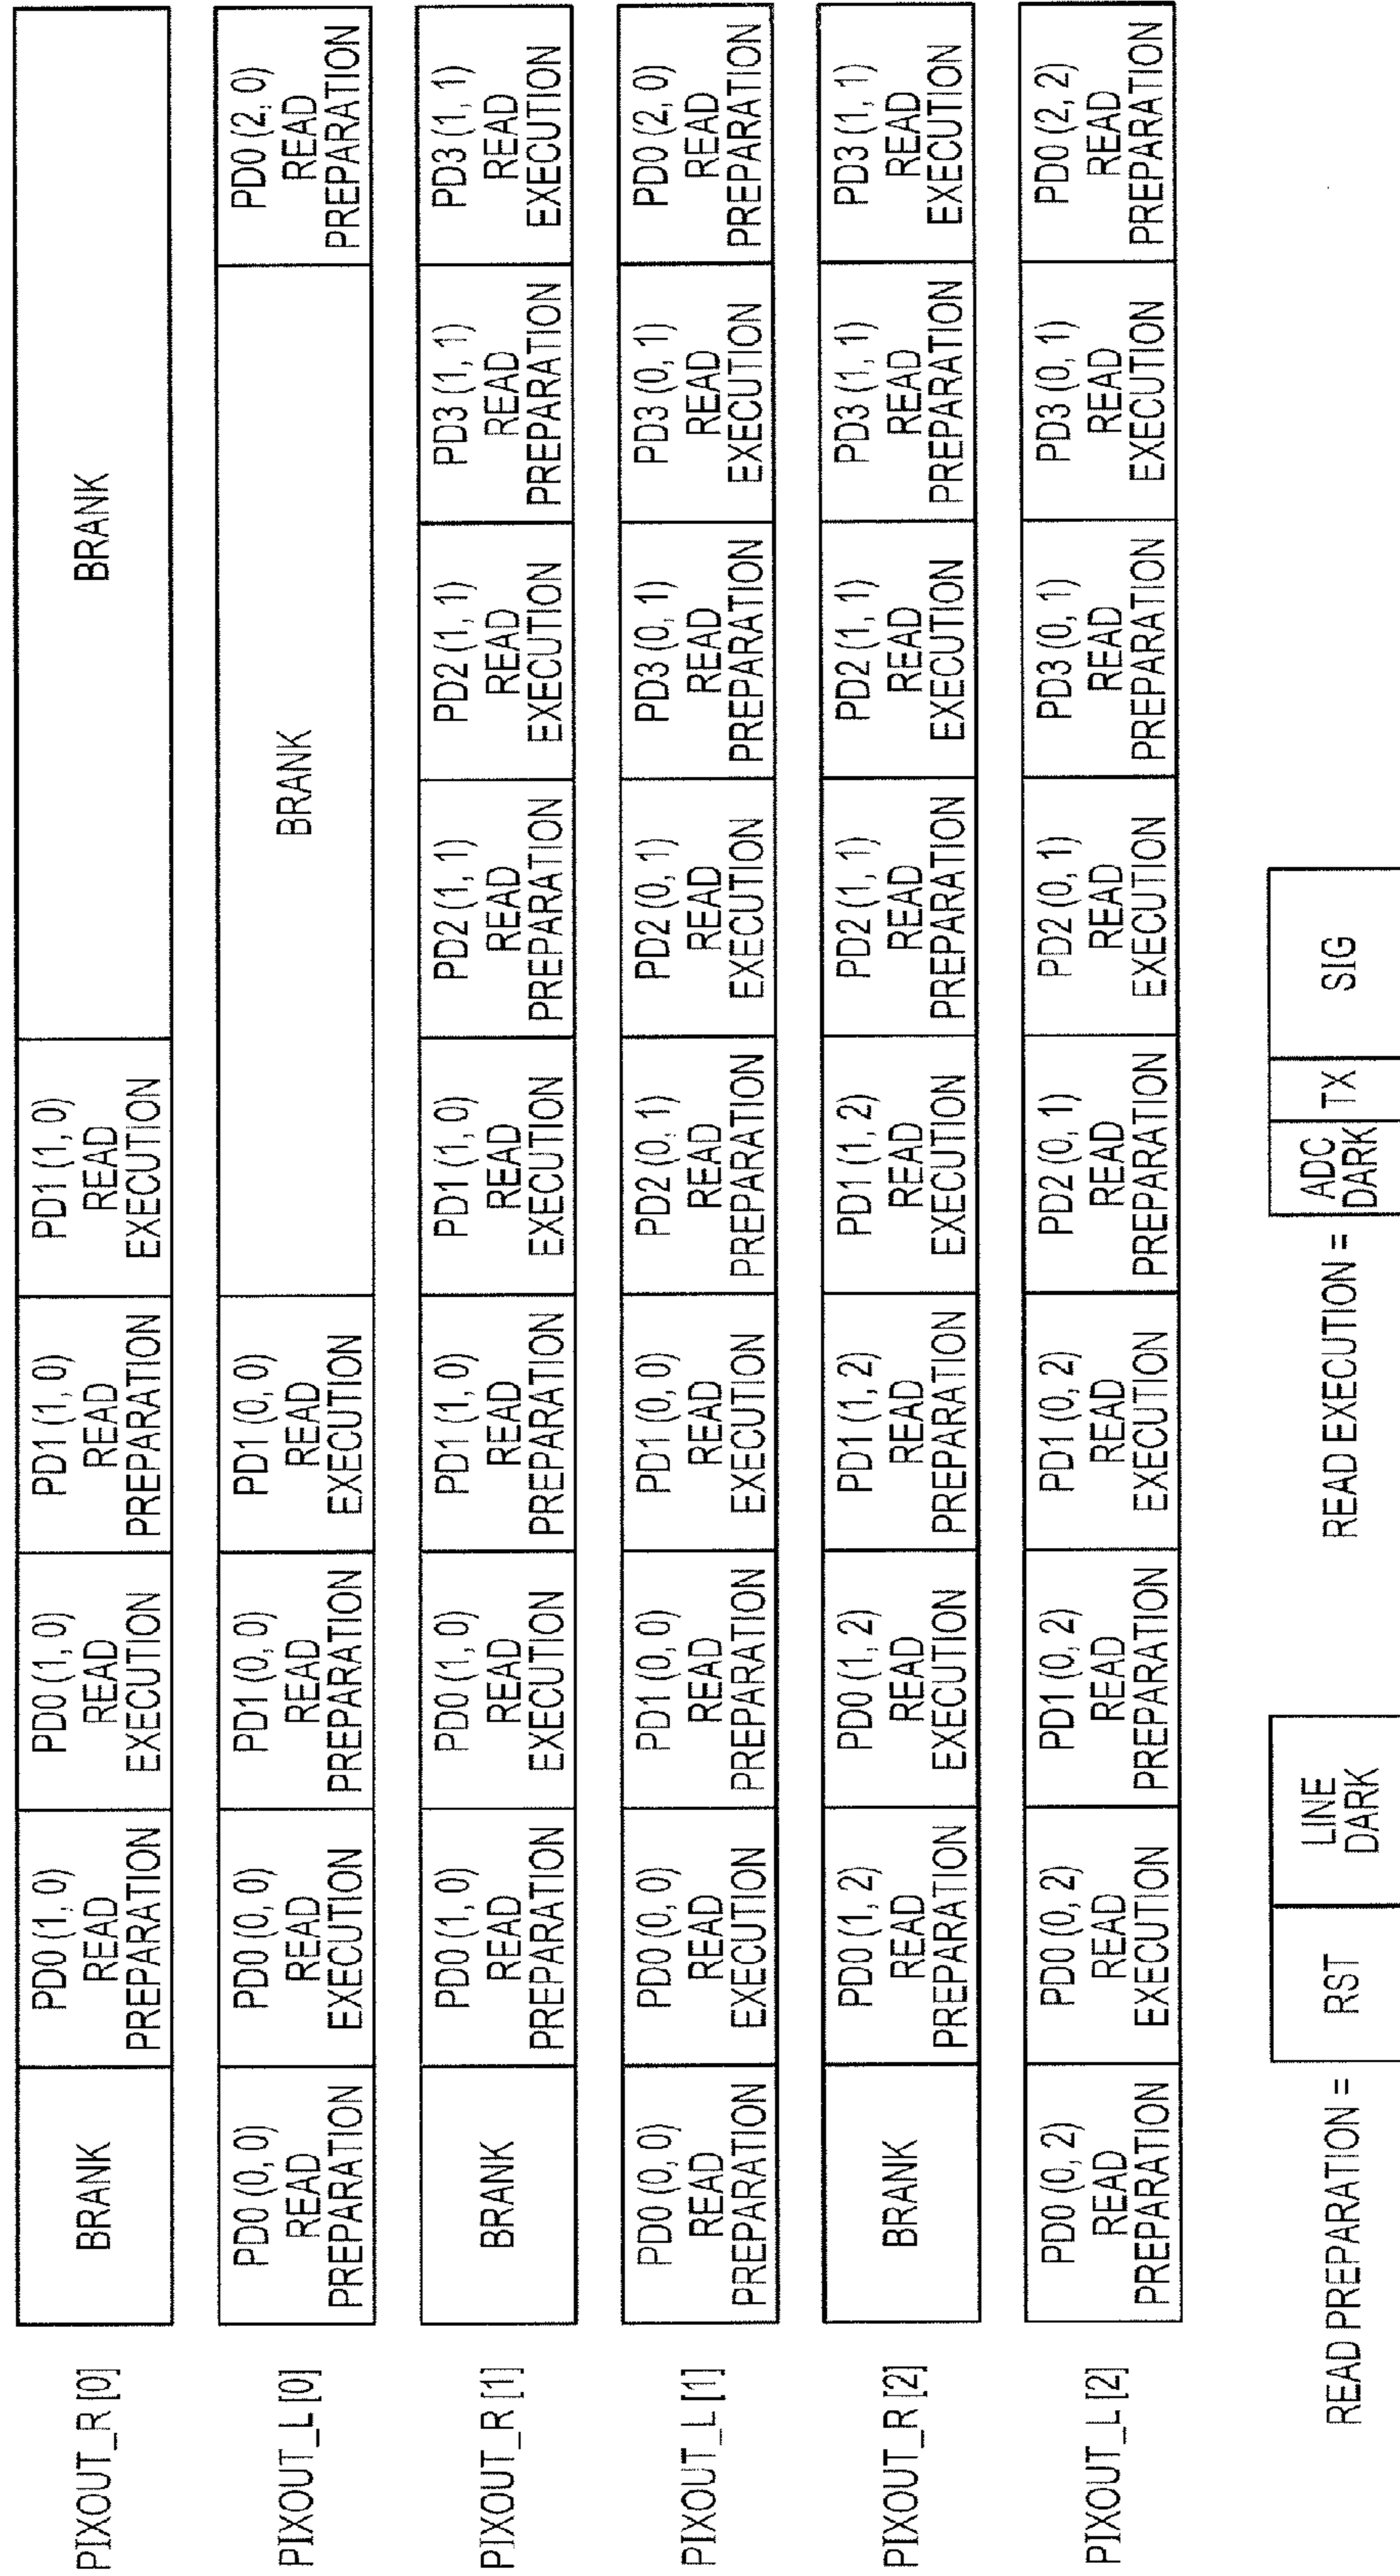 PIXOUT_R [0]
BRANK
PD0 (1, 0)
READ
PREPARATION
PD0 (1, 0)
READ
EXECUTION
PD1 (1, 0)
READ
PREPARATION
PD1 (1, 0)
READ
EXECUTION
BRANK
PIXOUT_L [0]
PD0 (0, 0)
READ
PREPARATION
PD0 (0, 0)
READ
EXECUTION
PD1 (0, 0)
READ
PREPARATION
PD1 (0, 0)
READ
EXECUTION
BRANK
PD0 (2, 0)
READ
PREPARATION
PIXOUT_R [1]
BRANK
PD0 (1, 0)
READ
PREPARATION
PD0 (1, 0)
READ
EXECUTION
PD1 (1, 0)
READ
PREPARATION
PD1 (1, 0)
READ
EXECUTION
PD2 (1, 1)
READ
PREPARATION
PD2 (1, 1)
READ
EXECUTION
PD3 (1, 1)
READ
PREPARATION
PD3 (1, 1)
READ
EXECUTION
PIXOUT_L [1]
PD0 (0, 0)
READ
PREPARATION
PD0 (0, 0)
READ
EXECUTION
PD1 (0, 0)
READ
PREPARATION
PD1 (0, 0)
READ
EXECUTION
PD2 (0, 1)
READ
PREPARATION
PD2 (0, 1)
READ
EXECUTION
PD3 (0, 1)
READ
PREPARATION
PD3 (0, 1)
READ
EXECUTION
PD0 (2, 0)
READ
PREPARATION
PIXOUT_R [2]
BRANK
PD0 (1, 2)
READ
PREPARATION
PD0 (1, 2)
READ
EXECUTION
PD1 (1, 2)
READ
PREPARATION
PD1 (1, 2)
READ
EXECUTION
PD2 (1, 1)
READ
PREPARATION
PD2 (1, 1)
READ
EXECUTION
PD3 (1, 1)
READ
PREPARATION
PD3 (1, 1)
READ
EXECUTION
PIXOUT_L [2]
PD0 (0, 2)
READ
PREPARATION
PD0 (0, 2)
READ
EXECUTION
PD1 (0, 2)
READ
PREPARATION
PD1 (0, 2)
READ
EXECUTION
PD2 (0, 1)
READ
PREPARATION
PD2 (0, 1)
READ
EXECUTION
PD3 (0, 1)
READ
PREPARATION
PD3 (0, 1)
READ
EXECUTION
PD0 (2, 2)
READ
PREPARATION
READ PREPARATION =
RST
LINE
DARK
READ EXECUTION =
ADC
DARK
TX
SIG